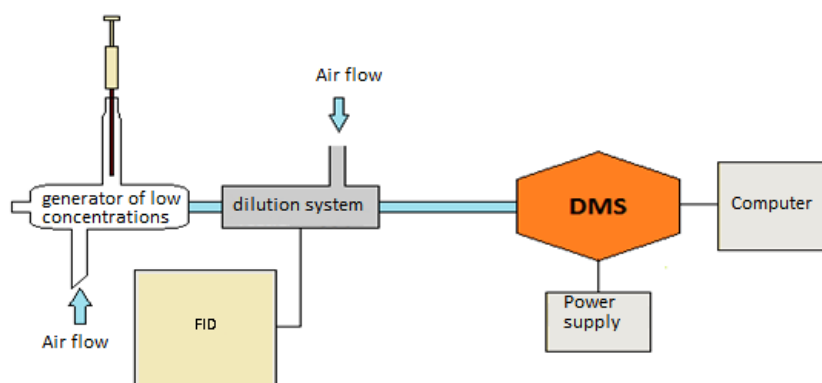 Air flow
generator of low
concentrations
dilution system
DMS
Computer
FID
Power
supply
Air flow